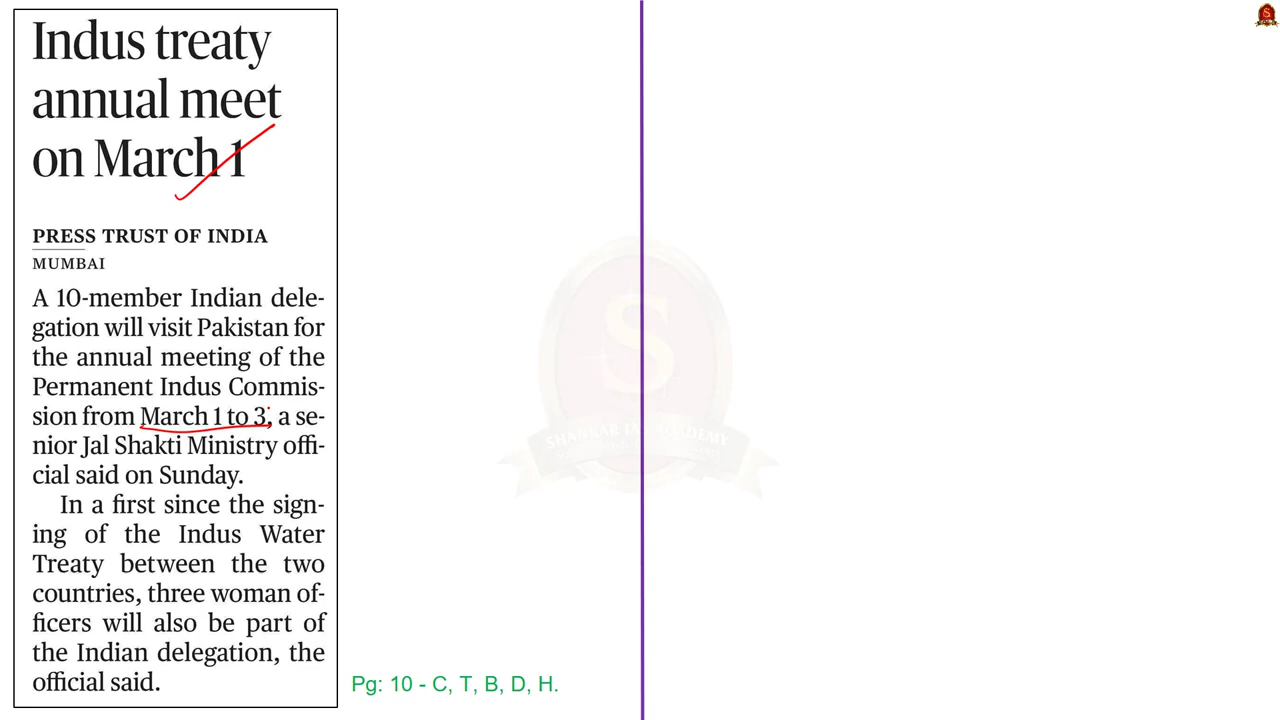 Indus treaty
annual meet
on March 1
PRESS TRUST OF INDIA
MUMBAI
A 10-member Indian dele-
gation will visit Pakistan for
the annual meeting of the
Permanent Indus Commis-
sion from March 1 to 3, a se-
nior Jal Shakti Ministry offi-
cial said on Sunday.
In a first since the sign-
ing of the Indus Water
Treaty between the two
countries, three woman of-
ficers will also be part of
the Indian delegation, the
official said.
Pg: 10 - C, T, B, D, H.
S
SHANKAR IAS ACADEMY